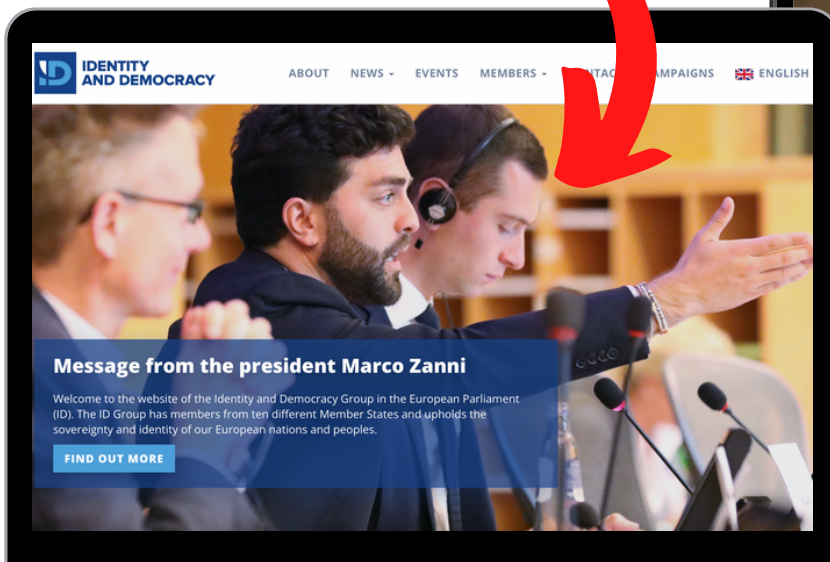 IDENTITY
AND DEMOCRACY
ABOUT NEWS EVENTS MEMBERS CAMPAIGNS ENGLISH
Message from the president Marco Zanni
Welcome to the website of the Identity and Democracy Group in the European Parliament
(ID). The ID Group has members from ten different Member States and upholds the
sovereignty and identity of our European nations and peoples.
FIND OUT MORE